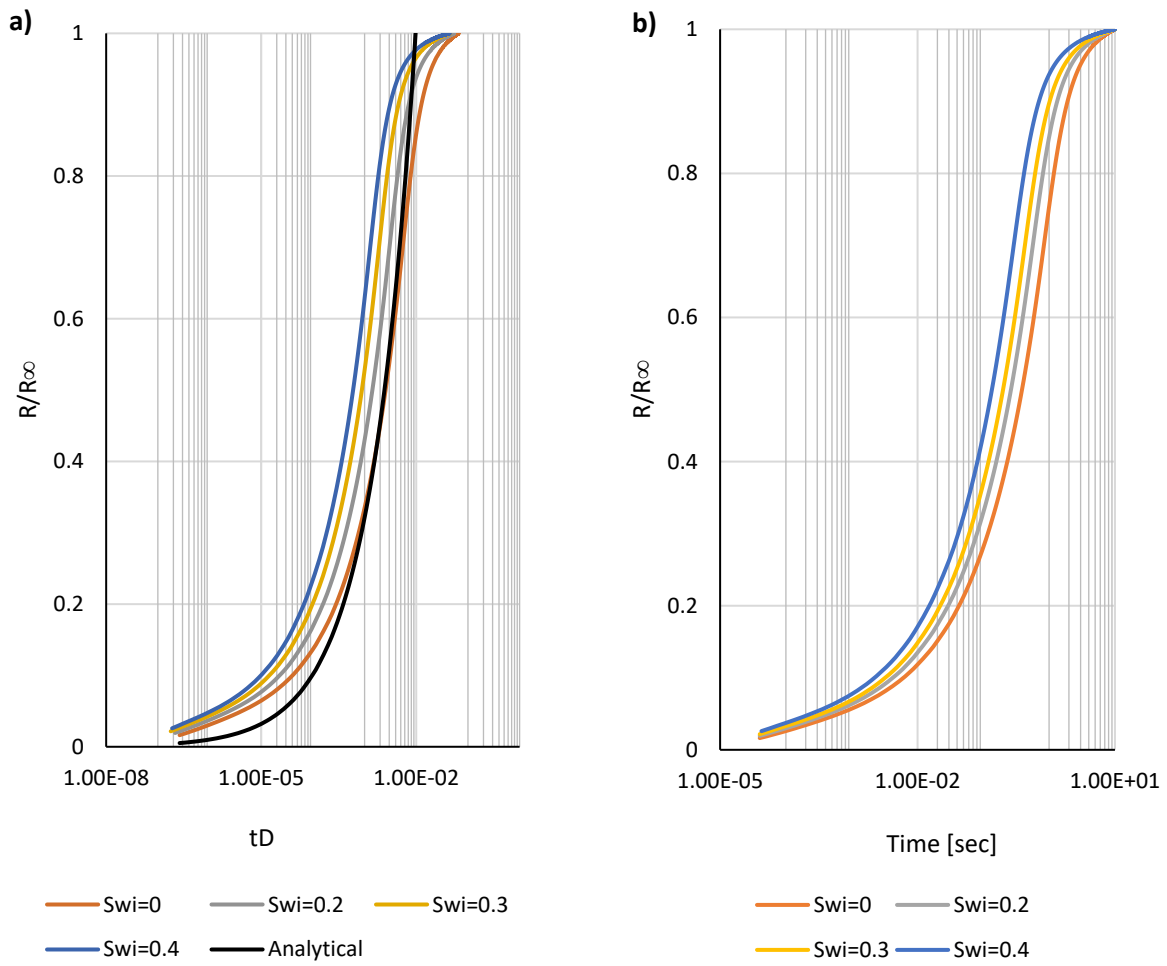 a)
1
0.8
0.6
0.4
0.2
0
R/R∞
1.00E-08 1.00E-05 1.00E-02
tD
Swi=0 Swi=0.2 Swi=0.3
Swi=0.4 Analytical
b)
1
0.8
0.6
0.4
0.2
0
R/R∞
1.00E-05 1.00E-02 1.00E+01
Time [sec]
Swi=0 Swi=0.2
Swi=0.3 Swi=0.4